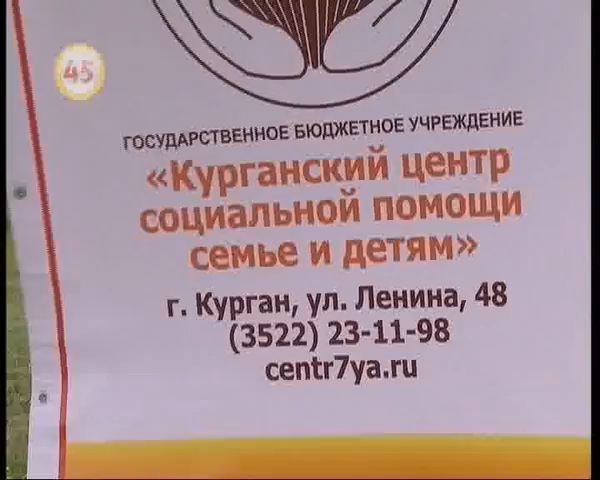 45
ГОСУДАРСТВЕННОЕ БЮДЖЕТНОЕ УЧРЕЖДЕНИЕ
«Курганский центр
социальной помощи
семье и детям»
г. Курган, ул. Ленина, 48
(3522) 23-11-98
centr7ya.ru